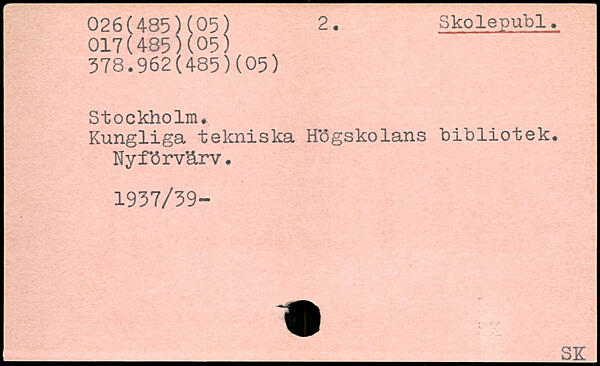 026(485)(05) 2. Skolepubl.
017(485)(05)
378.962(485)(05)
Stockholm.
Kungliga tekniska Högskolans bibliotek.
Nyförvärv.
1937/39-
SK